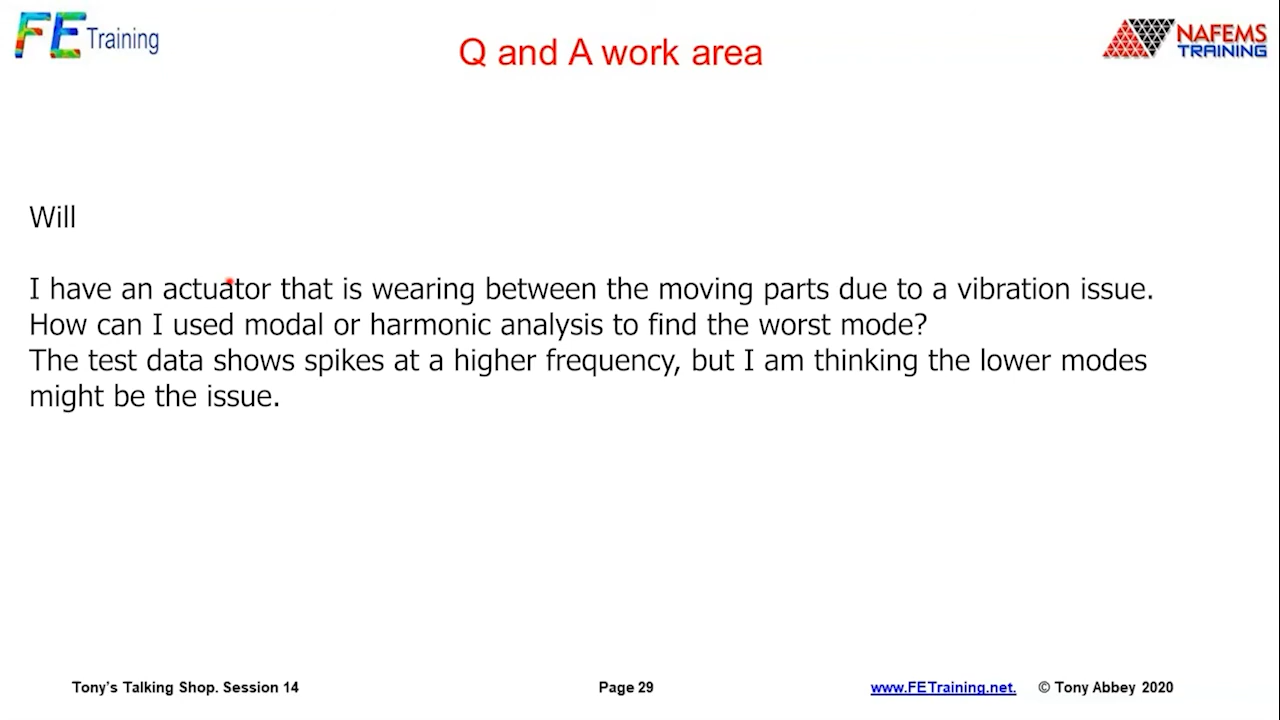 FE Training
Q and A work area
NAFEMS
TRAINING
Will
I have an actuator that is wearing between the moving parts due to a vibration issue.
How can I used modal or harmonic analysis to find the worst mode?
The test data shows spikes at a higher frequency, but I am thinking the lower modes
might be the issue.
Tony's Talking Shop. Session 14
Page 29
www.FETraining.net.
© Tony Abbey 2020